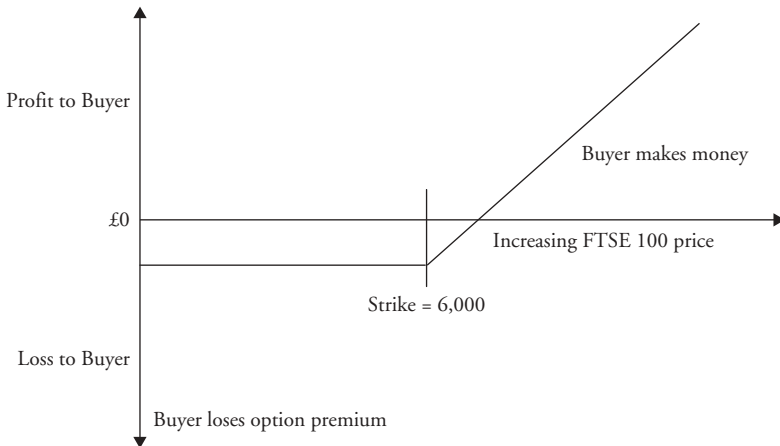 Profit to Buyer
Buyer makes money
£0
Increasing FTSE 100 price
Strike = 6,000
Loss to Buyer
Buyer loses option premium